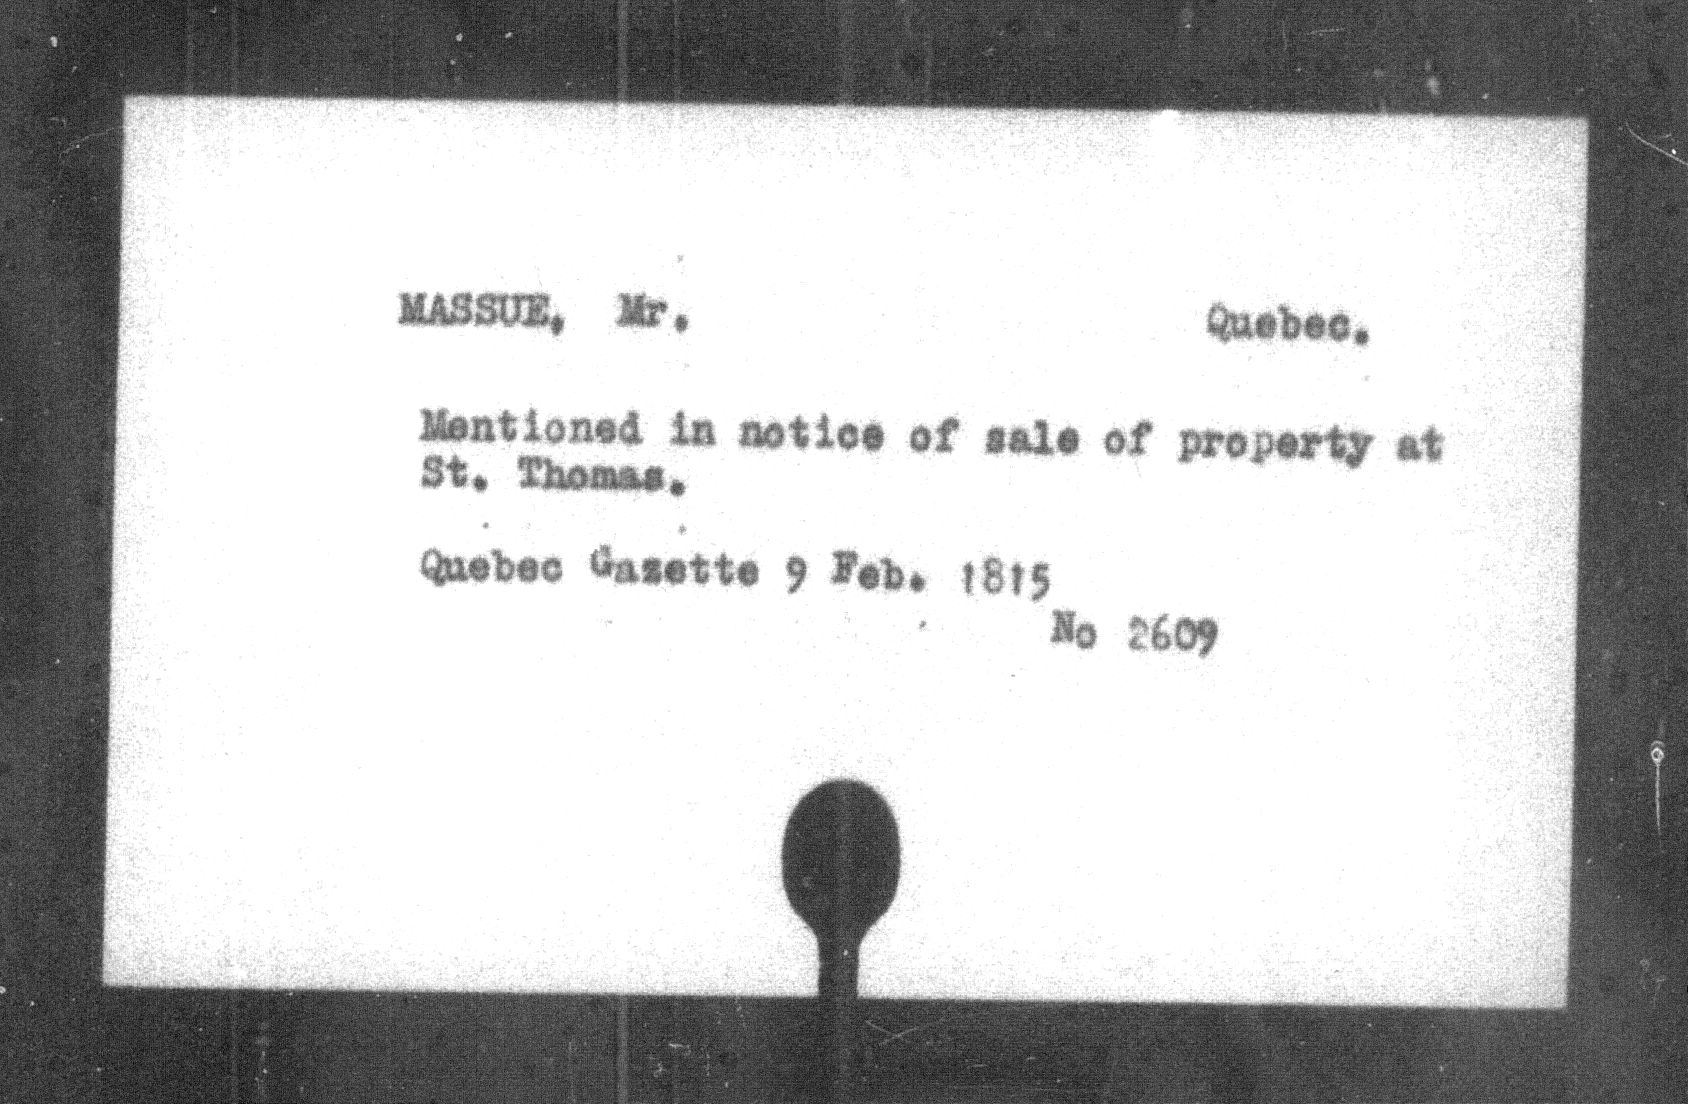 MASSUE, Mr. Quebec.
Mentioned in notice of sale of property at
St. Thomas.
Quebec Gazette 9 Feb. 1815
No 2609